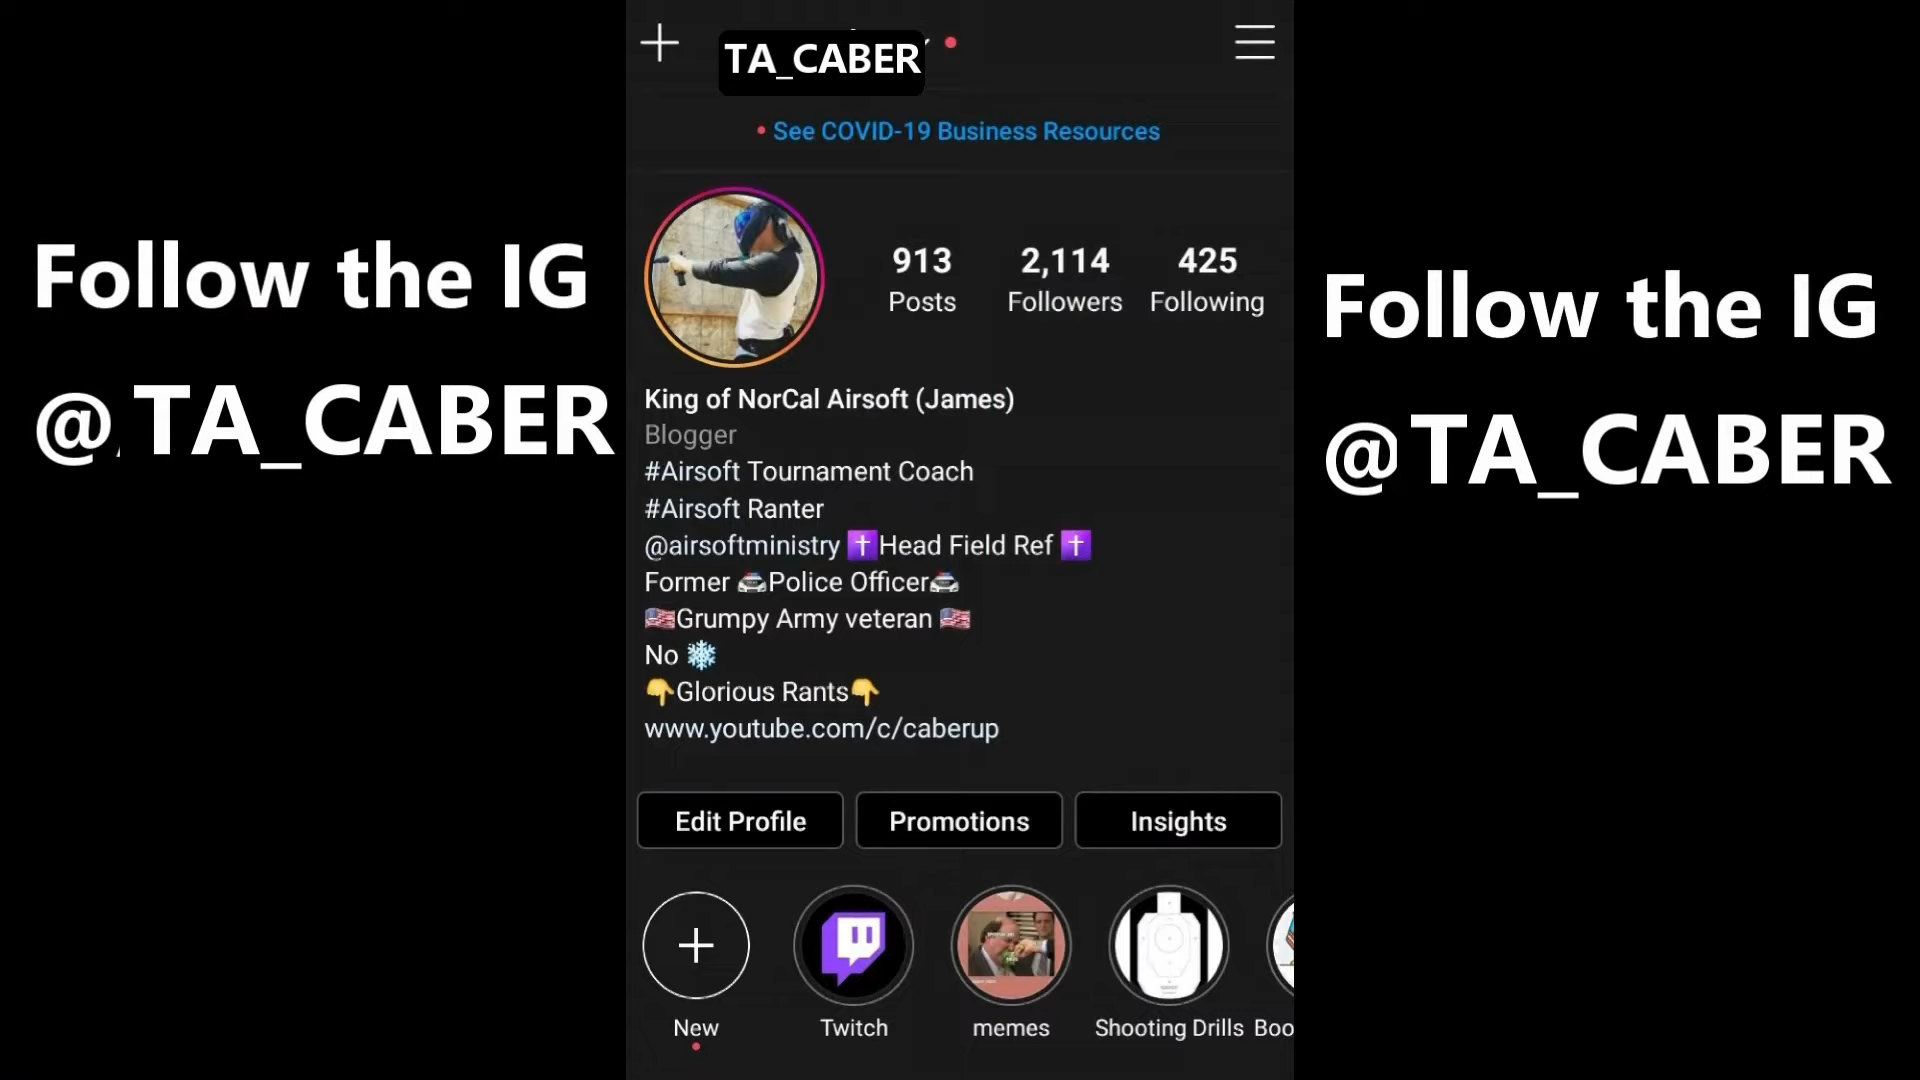 TA_CABER
See COVID-19 Business Resources
Follow the IG
@TA_CABER
913
Posts
2,114
Followers
425
Following
King of NorCal Airsoft (James)
Blogger
#Airsoft Tournament Coach
#Airsoft Ranter
@airsoftministry ✝️Head Field Ref ✝️
Former 🚔Police Officer🚔
🇺🇸Grumpy Army veteran 🇺🇸
No ❄️
👇Glorious Rants👇
www.youtube.com/c/caberup
Edit Profile
Promotions
Insights
New
Twitch
memes
Shooting Drills
Boo
Follow the IG
@TA_CABER